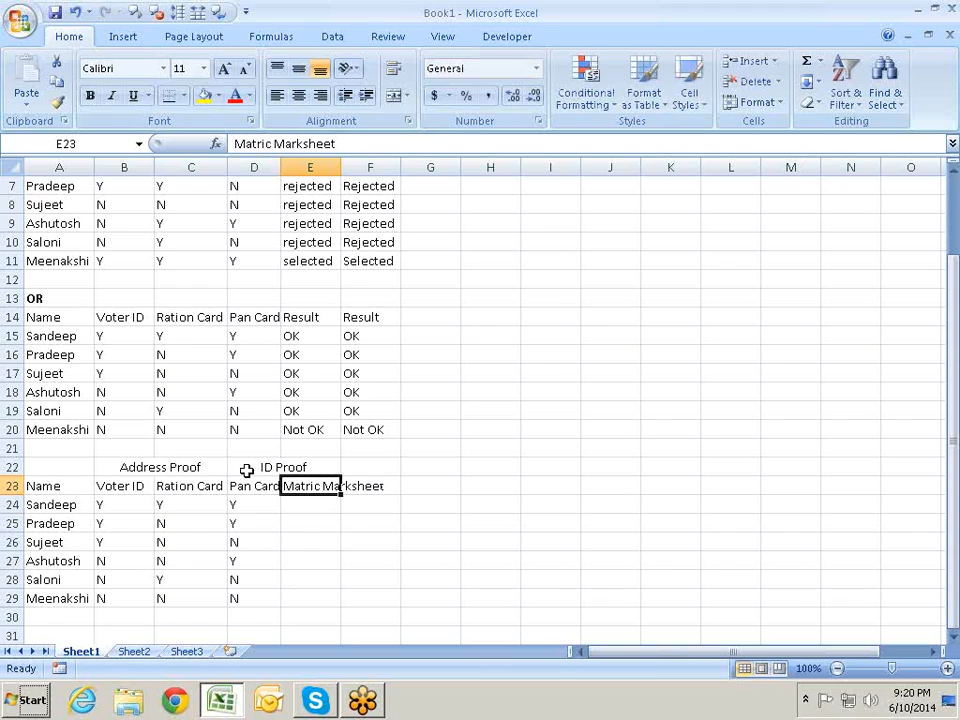 Book1 - Microsoft Excel
Home Insert Page Layout Formulas Data Review View Developer
Calibri 11 General Insert Σ
Paste B I U $ % , Conditional Formatting Format as Table Cell Styles Delete Format Sort & Filter Find & Select
Clipboard Font Alignment Number Styles Cells Editing
E23 fx Matric Marksheet
A B C D E F G H I J K L M N O
7 Pradeep Y Y N rejected Rejected
8 Sujeet N N N rejected Rejected
9 Ashutosh N Y Y rejected Rejected
10 Saloni N Y N rejected Rejected
11 Meenakshi Y Y Y selected Selected
12
13 OR
14 Name Voter ID Ration Card Pan Card Result Result
15 Sandeep Y Y Y OK OK
16 Pradeep Y N Y OK OK
17 Sujeet Y N N OK OK
18 Ashutosh N N Y OK OK
19 Saloni N Y N OK OK
20 Meenakshi N N N Not OK Not OK
21
22 Address Proof ID Proof
23 Name Voter ID Ration Card Pan Card Matric Marksheet
24 Sandeep Y Y Y
25 Pradeep Y N Y
26 Sujeet Y N N
27 Ashutosh N N Y
28 Saloni N Y N
29 Meenakshi N N N
30
31
Sheet1 Sheet2 Sheet3
Ready 100%
Start 9:20 PM
6/10/2014